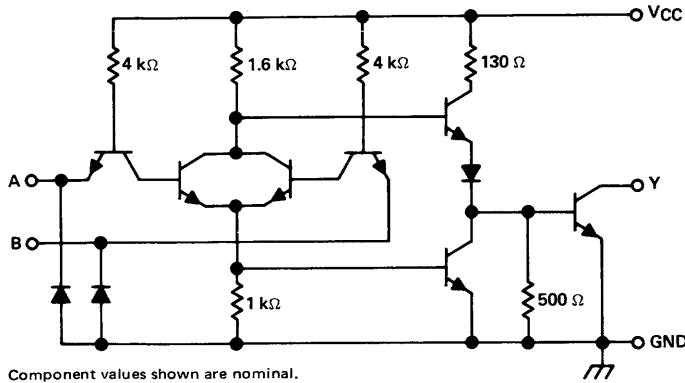 VCC
4 kΩ
1.6 kΩ
4 kΩ
130 Ω
A
Y
B
1 kΩ
500 Ω
GND
Component values shown are nominal.